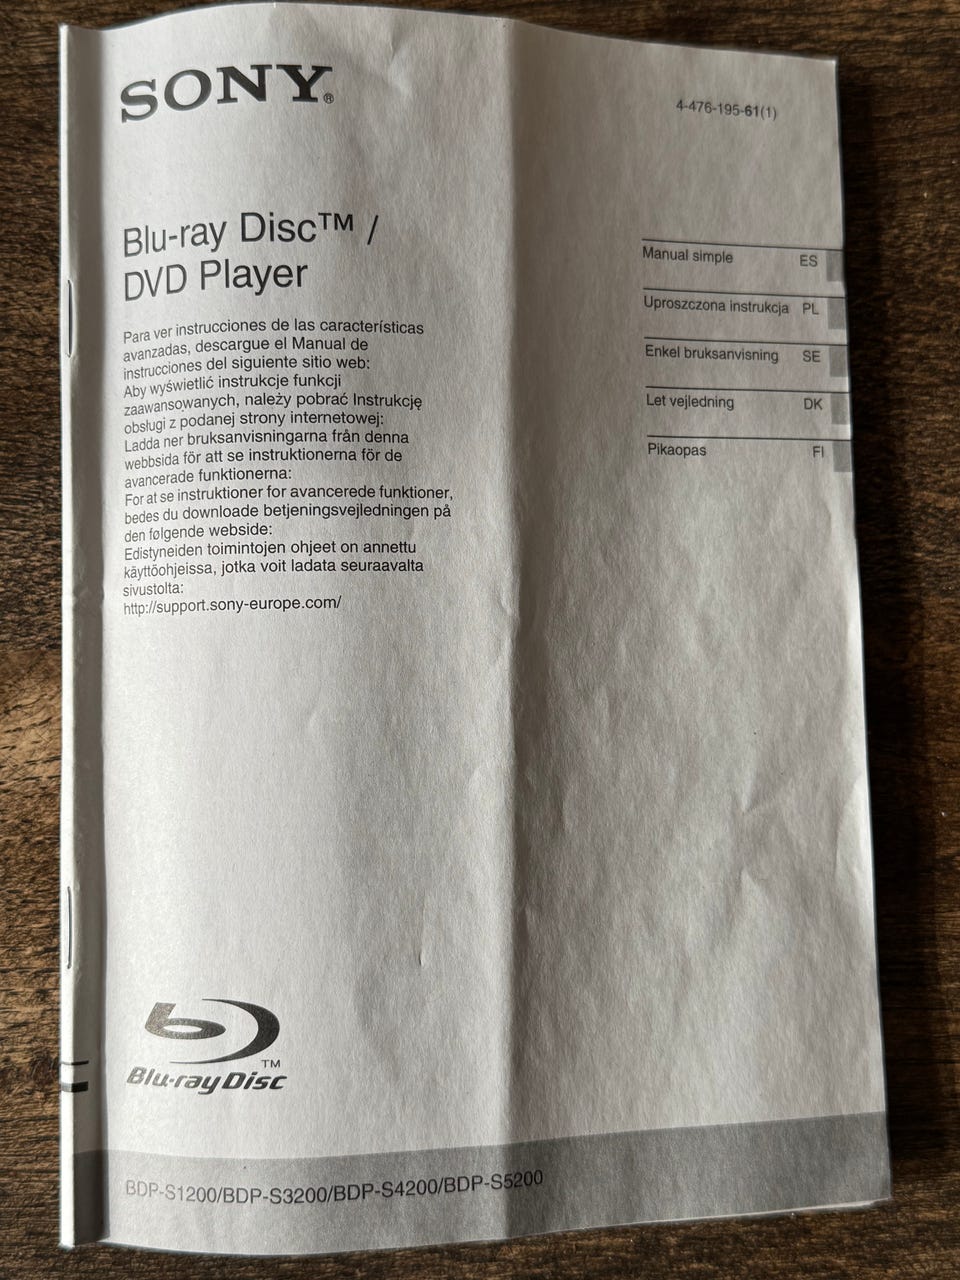 SONY®
4-476-195-61(1)
Blu-ray Disc™ /
DVD Player
Para ver instrucciones de las características
avanzadas, descargue el Manual de
instrucciones del siguiente sitio web:
Aby wyświetlić instrukcje funkcji
zaawansowanych, należy pobrać Instrukcję
obsługi z podanej strony internetowej:
Ladda ner bruksanvisningarna från denna
webbsida för att se instruktionerna för de
avancerade funktionerna:
For at se instruktioner for avancerede funktioner,
bedes du downloade betjeningsvejledningen på
den følgende webside:
Edistyneiden toimintojen ohjeet on annettu
käyttöohjeissa, jotka voit ladata seuraavalta
sivustolta:
http://support.sony-europe.com/
Manual simple ES
Uproszczona instrukcja PL
Enkel bruksanvisning SE
Let vejledning DK
Pikaopas FI
Blu-ray Disc™
BDP-S1200/BDP-S3200/BDP-S4200/BDP-S5200